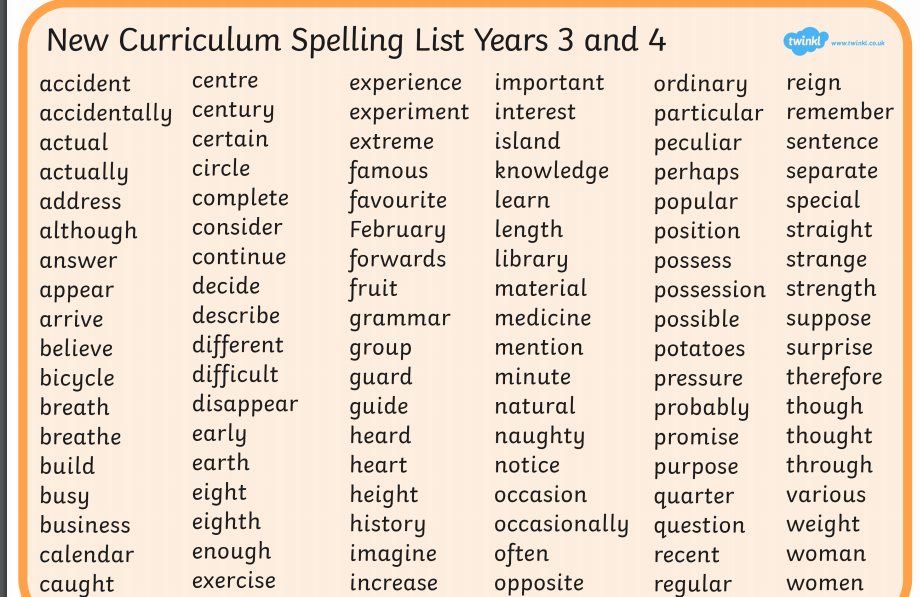 New Curriculum Spelling List Years 3 and 4
twinkl www.twinkl.co.uk
accident
accidentally
actual
actually
address
although
answer
appear
arrive
believe
bicycle
breath
breathe
build
busy
business
calendar
caught
centre
century
certain
circle
complete
consider
continue
decide
describe
different
difficult
disappear
early
earth
eight
eighth
enough
exercise
experience
experiment
extreme
famous
favourite
February
forwards
fruit
grammar
group
guard
guide
heard
heart
height
history
imagine
increase
important
interest
island
knowledge
learn
length
library
material
medicine
mention
minute
natural
naughty
notice
occasion
occasionally
often
opposite
ordinary
particular
peculiar
perhaps
popular
position
possess
possession
possible
potatoes
pressure
probably
promise
purpose
quarter
question
recent
regular
reign
remember
sentence
separate
special
straight
strange
strength
suppose
surprise
therefore
though
thought
through
various
weight
woman
women